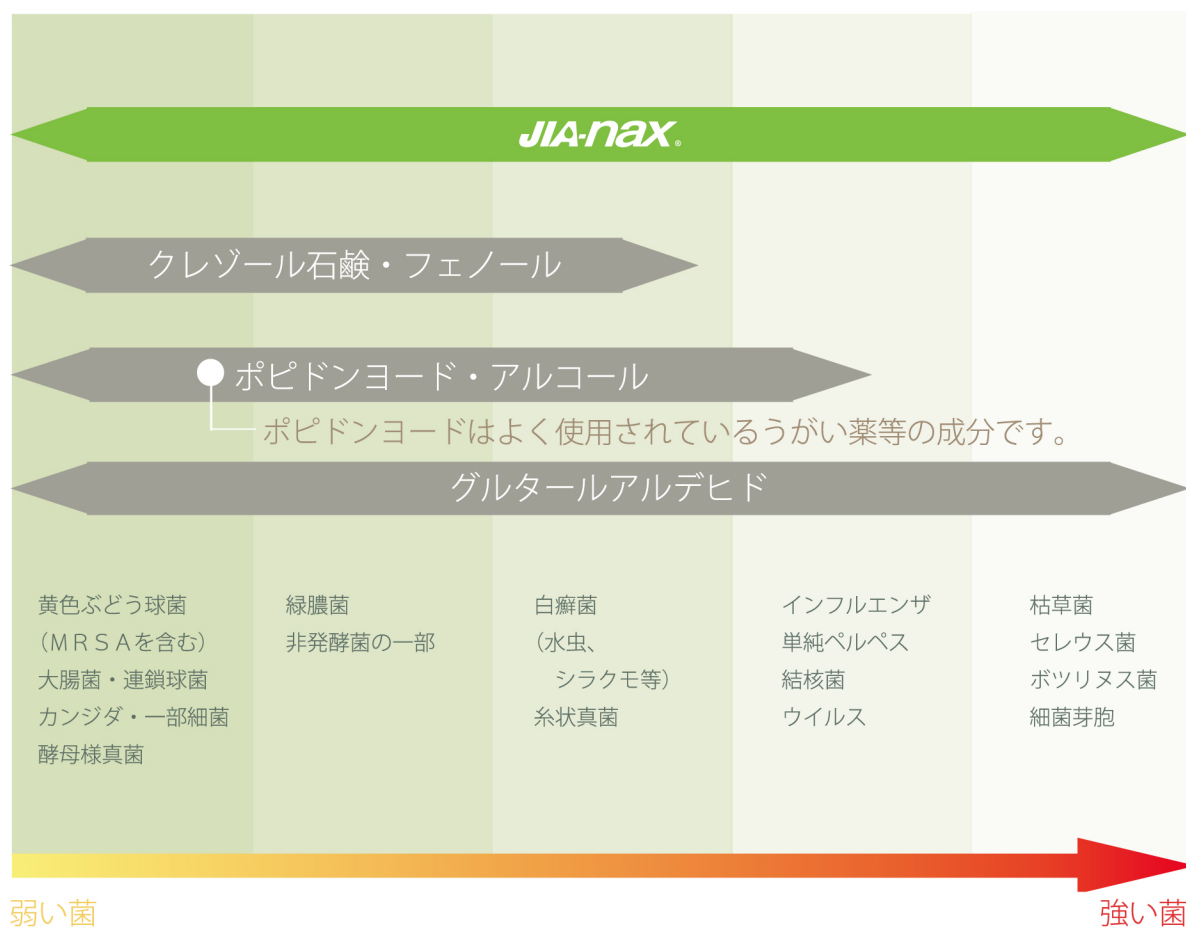 JIA-nax®
クレゾール石鹸・フェノール
ポピドンヨード・アルコール
ポピドンヨードはよく使用されているうがい薬等の成分です。
グルタールアルデヒド
黄色ぶどう球菌
（ＭＲＳＡを含む）
大腸菌・連鎖球菌
カンジダ・一部細菌
酵母様真菌
緑膿菌
非発酵菌の一部
白癬菌
（水虫、
シラクモ等）
糸状真菌
インフルエンザ
単純ペルペス
結核菌
ウイルス
枯草菌
セレウス菌
ボツリヌス菌
細菌芽胞
弱い菌
強い菌